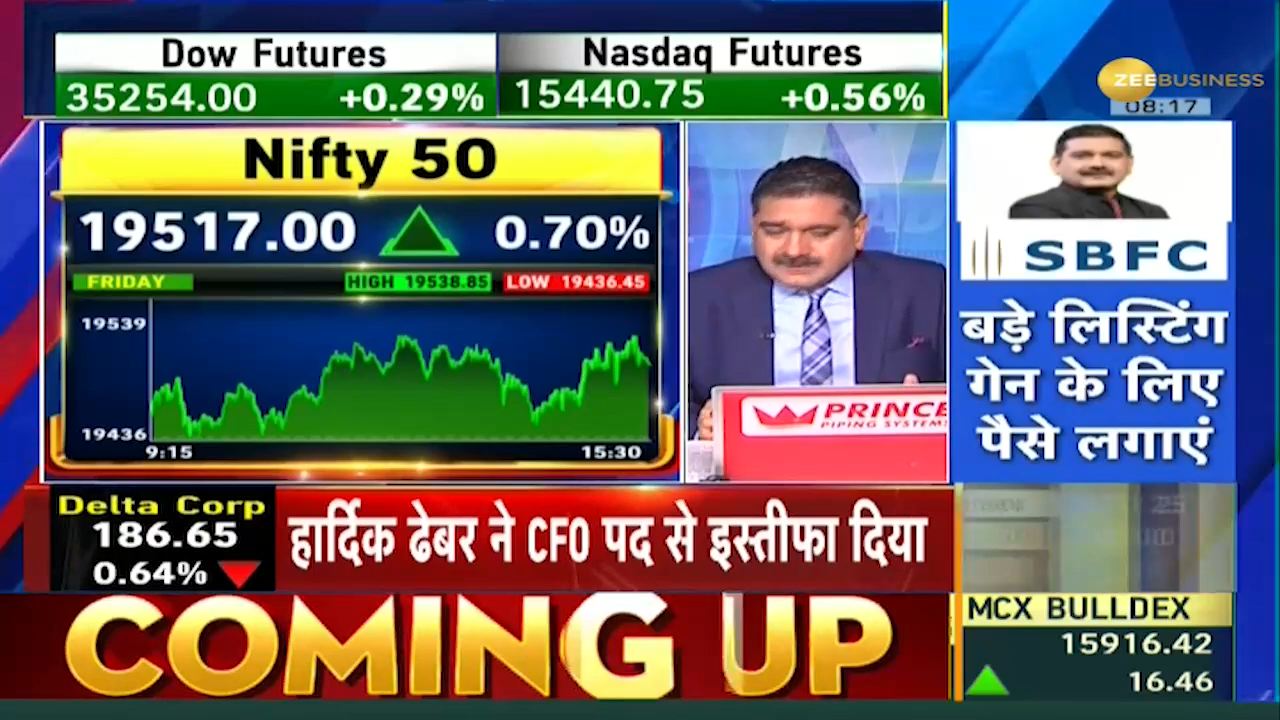 Dow Futures
35254.00 +0.29%
Nasdaq Futures
15440.75 +0.56%
ZEEBUSINESS
08:17
Nifty 50
19517.00 0.70%
FRIDAY HIGH 19538.85 LOW 19436.45
19539
19436
9:15 15:30
PRINCE
PIPING SYSTEMS
SBFC
बड़े लिस्टिंग
गेन के लिए
पैसे लगाएं
Delta Corp
186.65
0.64%
हार्दिक ढेबर ने CFO पद से इस्तीफा दिया
COMING UP
MCX BULLDEX
15916.42
16.46